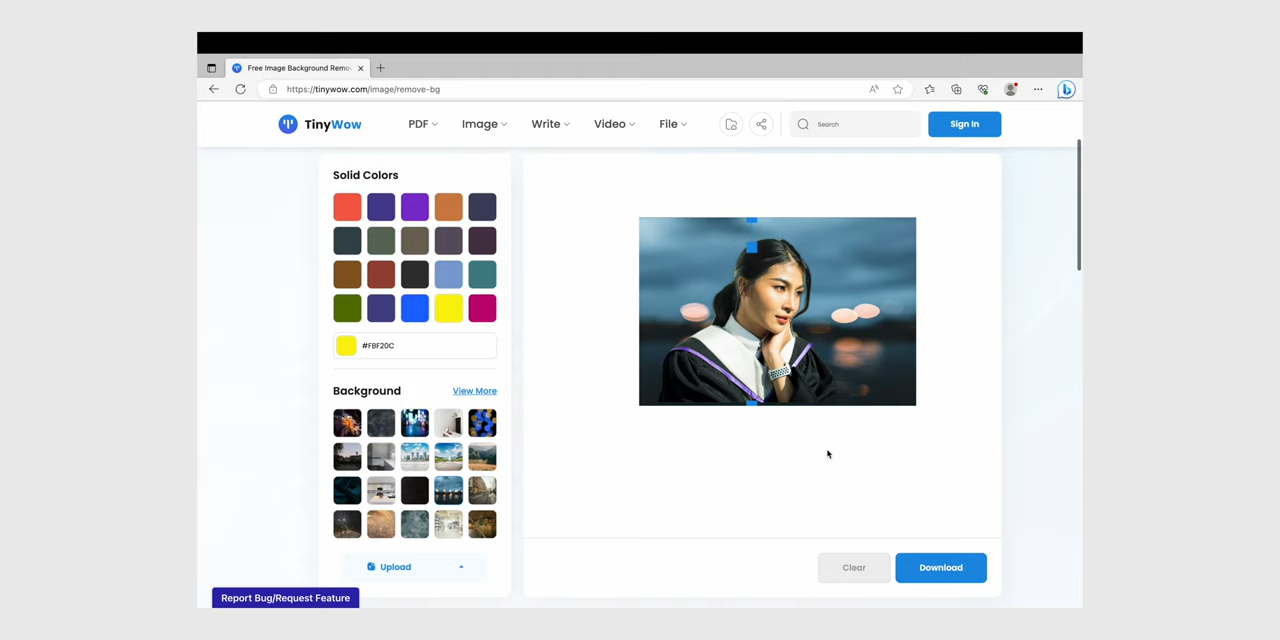 Free Image Background Remo
https://tinywow.com/image/remove-bg
TinyWow
PDF
Image
Write
Video
File
Search
Sign In
Solid Colors
#FBF20C
Background
View More
Upload
Clear
Download
Report Bug/Request Feature